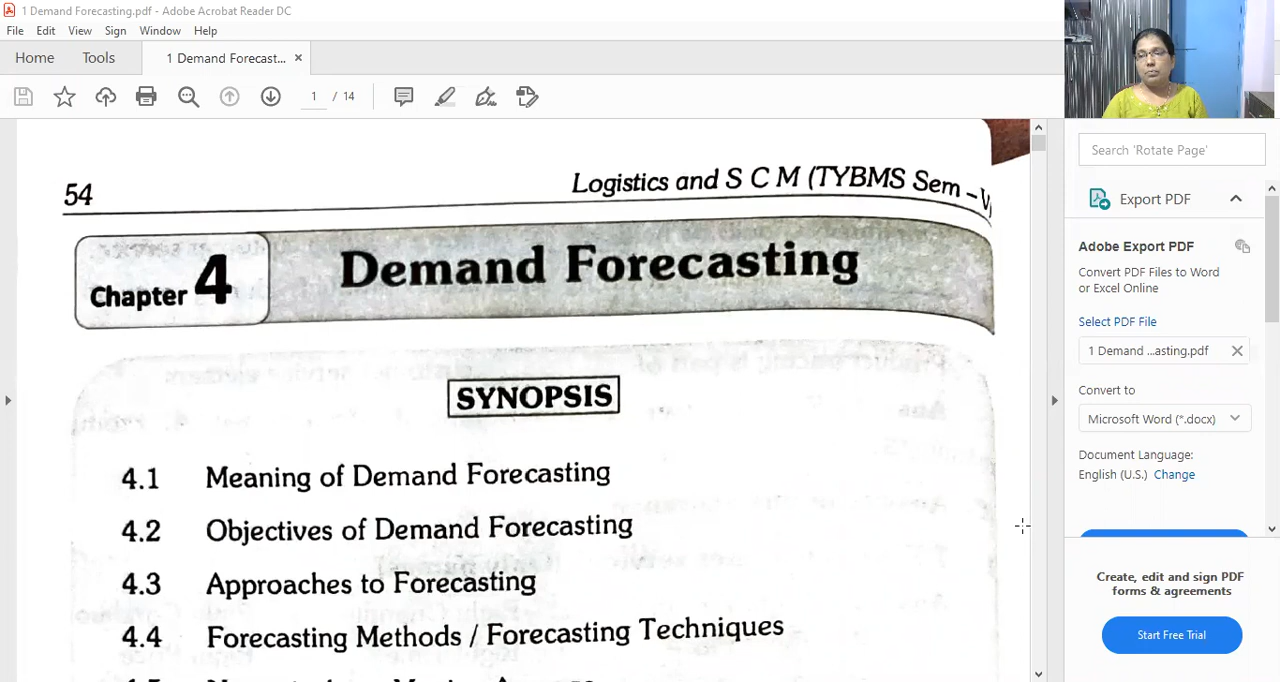 1 Demand Forecasting.pdf - Adobe Acrobat Reader DC
File Edit View Sign Window Help
Home Tools 1 Demand Forecast... ×
1 / 14
54
Logistics and S C M (TYBMS Sem –
Chapter 4
Demand Forecasting
SYNOPSIS
4.1 Meaning of Demand Forecasting
4.2 Objectives of Demand Forecasting
4.3 Approaches to Forecasting
4.4 Forecasting Methods / Forecasting Techniques
Search 'Rotate Page'
Export PDF
Adobe Export PDF
Convert PDF Files to Word
or Excel Online
Select PDF File
1 Demand ...asting.pdf
Convert to
Microsoft Word (*.docx)
Document Language:
English (U.S.) Change
Create, edit and sign PDF
forms & agreements
Start Free Trial